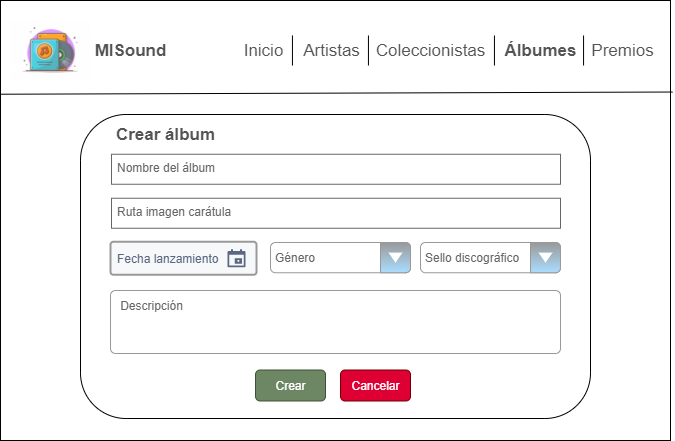 MISound Inicio Artistas Coleccionistas Álbumes Premios
Crear álbum
Nombre del álbum
Ruta imagen carátula
Fecha lanzamiento Género Sello discográfico
Descripción
Crear Cancelar